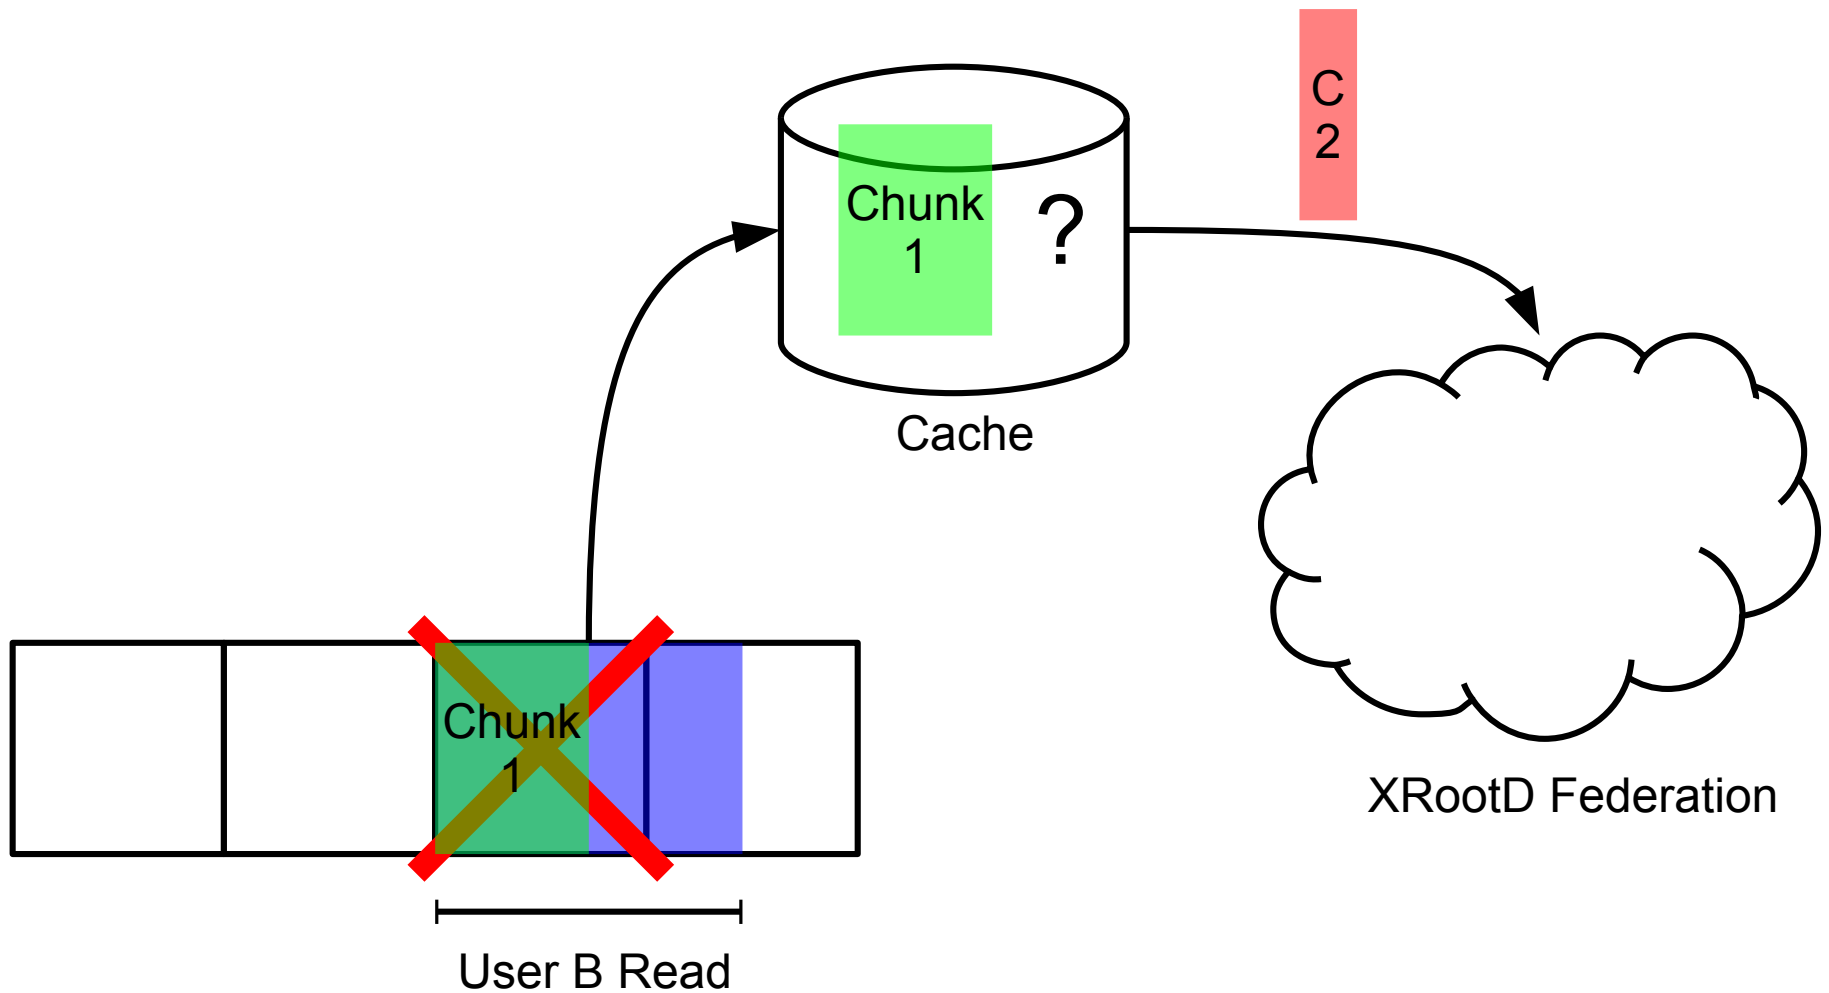 C
2
Chunk
1
?
Cache
Chunk
1
XRootD Federation
User B Read